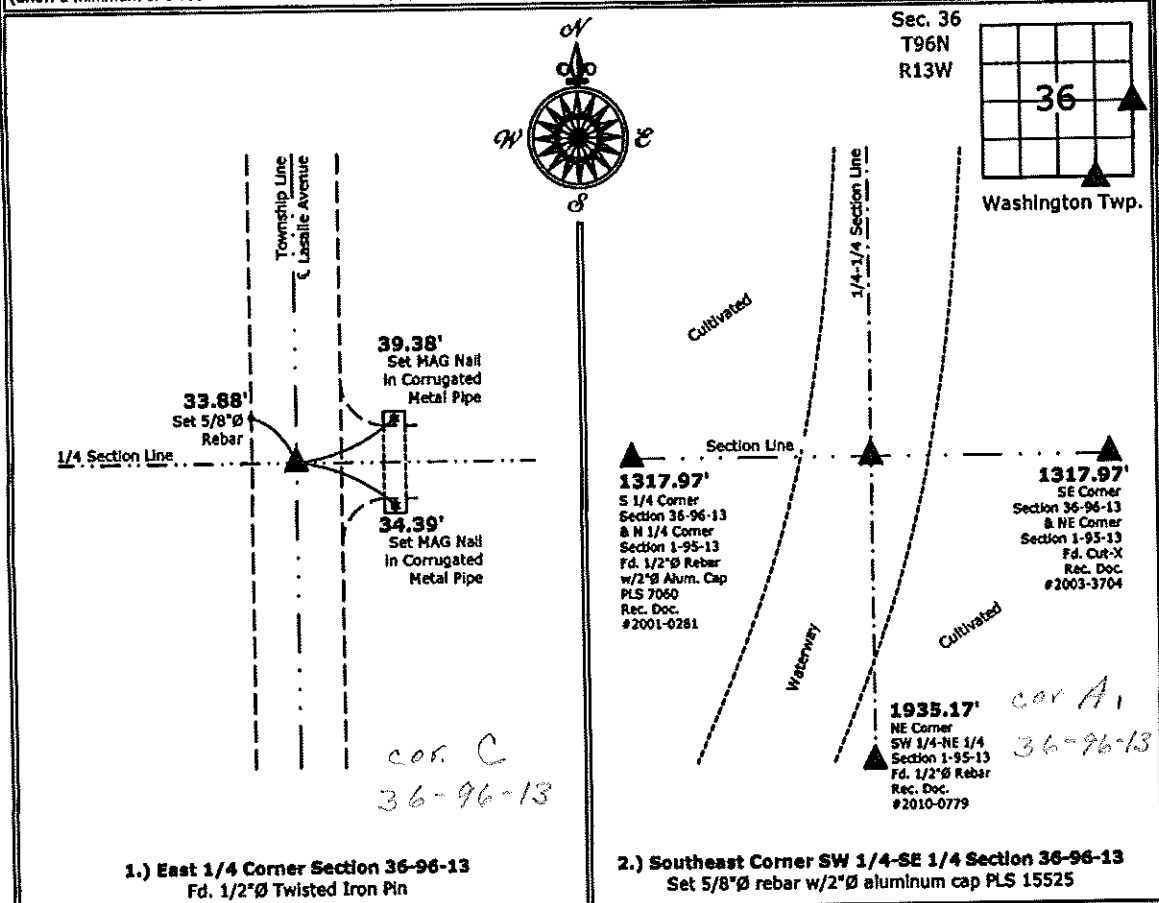 Sec. 36
T96N
R13W
36
Washington Twp.
N
W
E
S
Township Line
℄ Lasalle Avenue
39.38'
Set MAG Nail
in Corrugated
Metal Pipe
33.88'
Set 5/8"Ø
Rebar
1/4 Section Line
34.39'
Set MAG Nail
in Corrugated
Metal Pipe
cor. C
36-96-13
1.) East 1/4 Corner Section 36-96-13
Fd. 1/2"Ø Twisted Iron Pin
1/4-1/4 Section Line
Cultivated
Section Line
1317.97'
S 1/4 Corner
Section 36-96-13
& N 1/4 Corner
Section 1-95-13
Fd. 1/2"Ø Rebar
w/2"Ø Alum. Cap
PLS 7060
Rec. Doc.
#2001-0281
1317.97'
SE Corner
Section 36-96-13
& NE Corner
Section 1-95-13
Fd. Cut-X
Rec. Doc.
#2003-3704
Waterway
Cultivated
1935.17'
NE Corner
SW 1/4-NE 1/4
Section 1-95-13
Fd. 1/2"Ø Rebar
Rec. Doc.
#2010-0779
cor A,
36-96-13
2.) Southeast Corner SW 1/4-SE 1/4 Section 36-96-13
Set 5/8"Ø rebar w/2"Ø aluminum cap PLS 15525